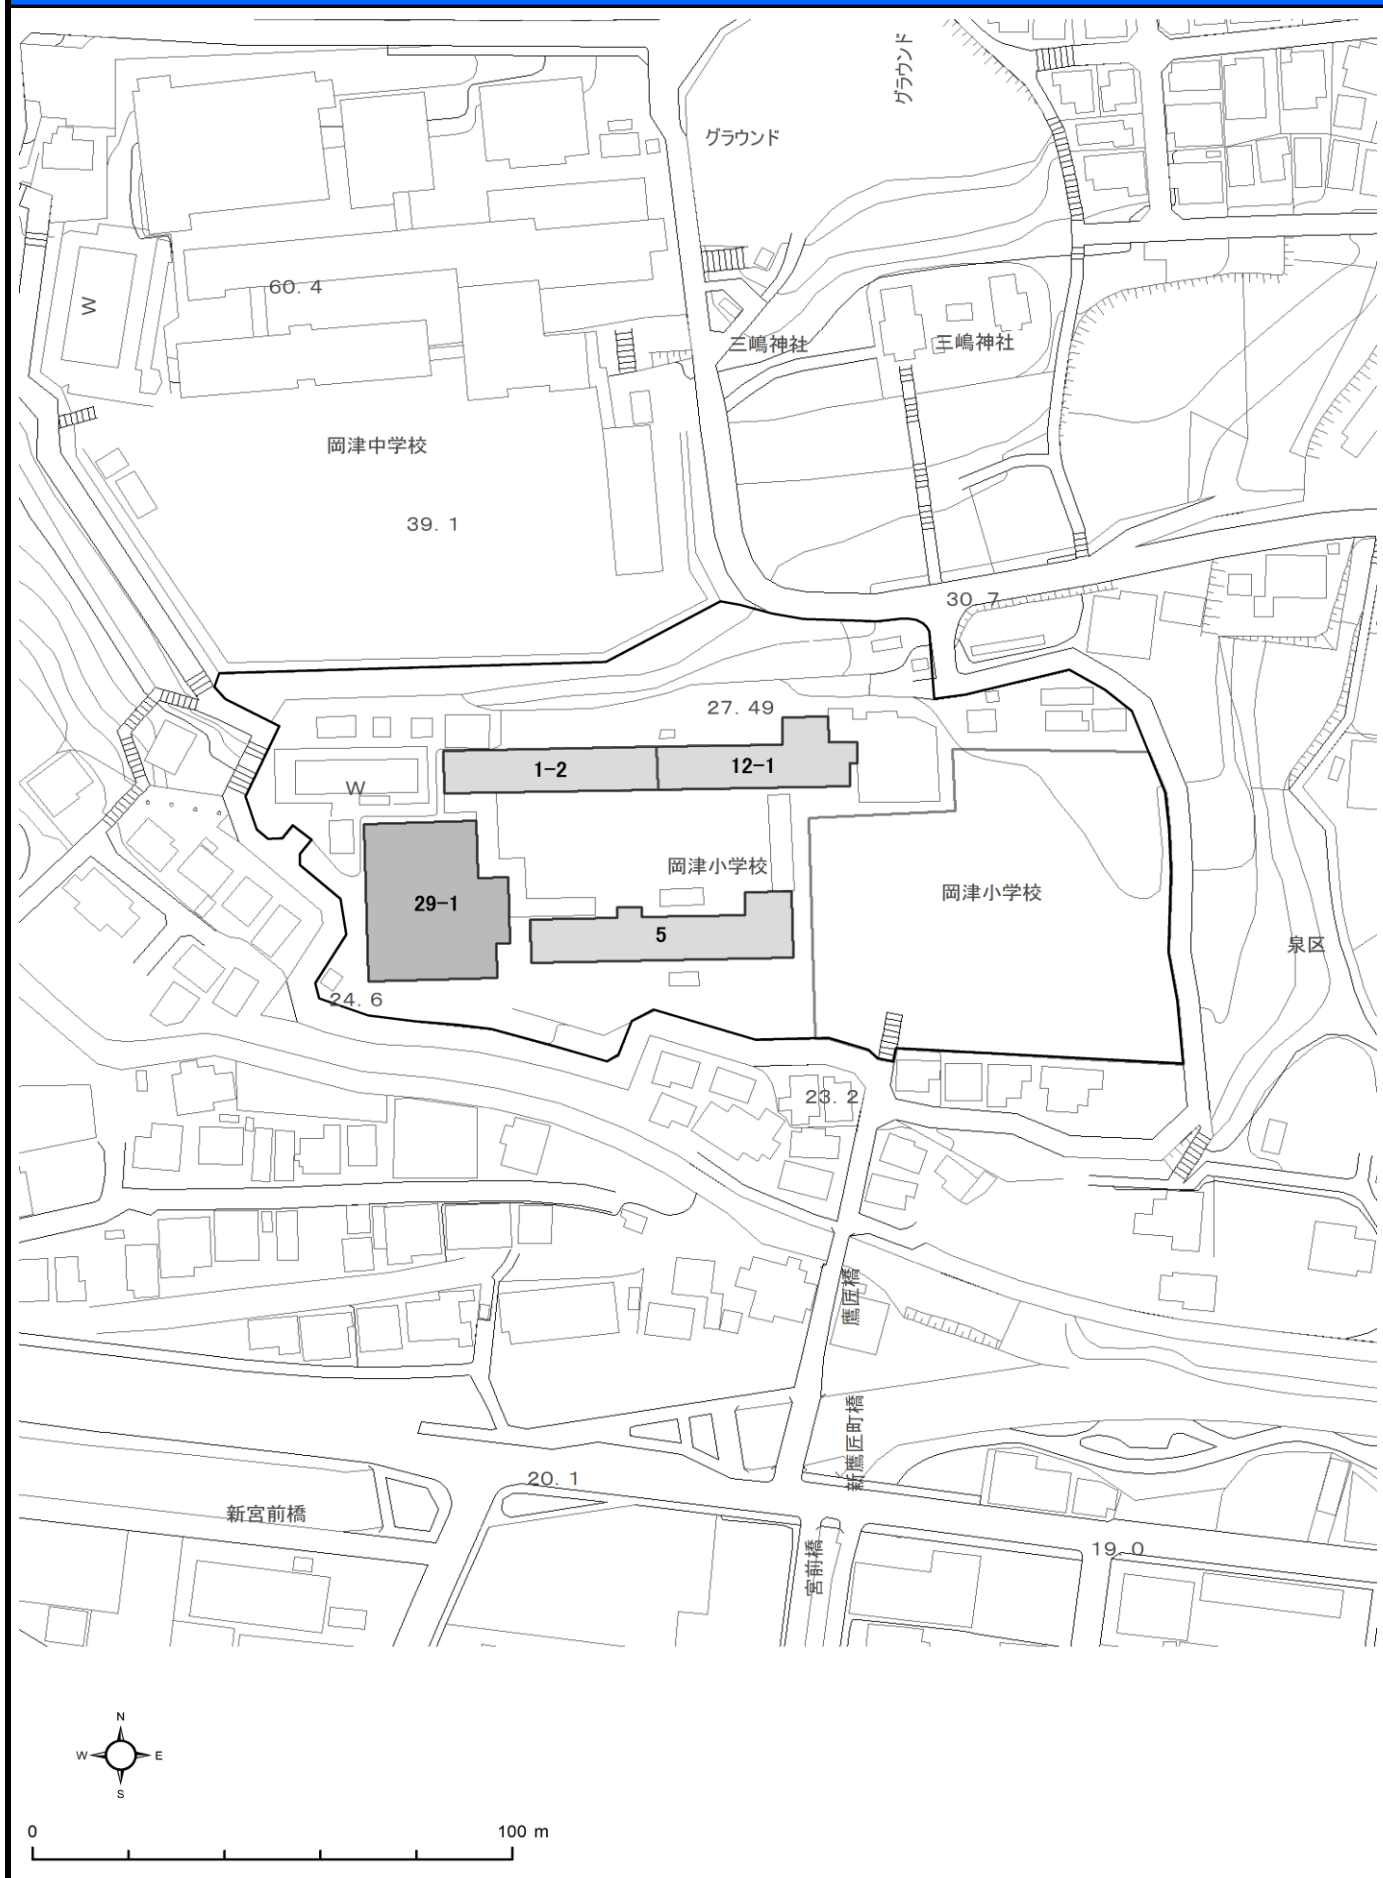 グラウンド
グラウンド
W
60. 4
三嶋神社
三嶋神社
岡津中学校
39. 1
30. 7
27. 49
1-2
12-1
W
岡津小学校
岡津小学校
29-1
5
泉区
24. 6
23. 2
鷹匠橋
新鷹匠町橋
20. 1
新宮前橋
宮前橋
19. 0
N
W
E
S
0
100 m